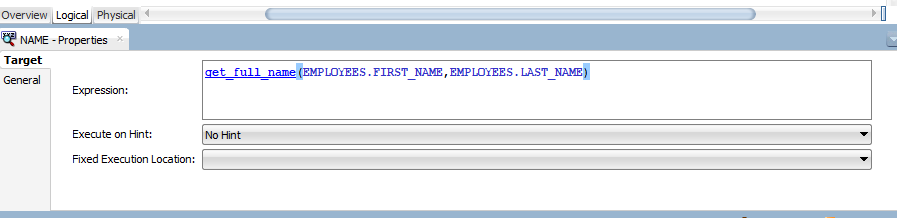 Overview Logical Physical
NAME - Properties
Target
General
get_full_name(EMPLOYEES.FIRST_NAME,EMPLOYEES.LAST_NAME)
Expression:
Execute on Hint: No Hint
Fixed Execution Location: